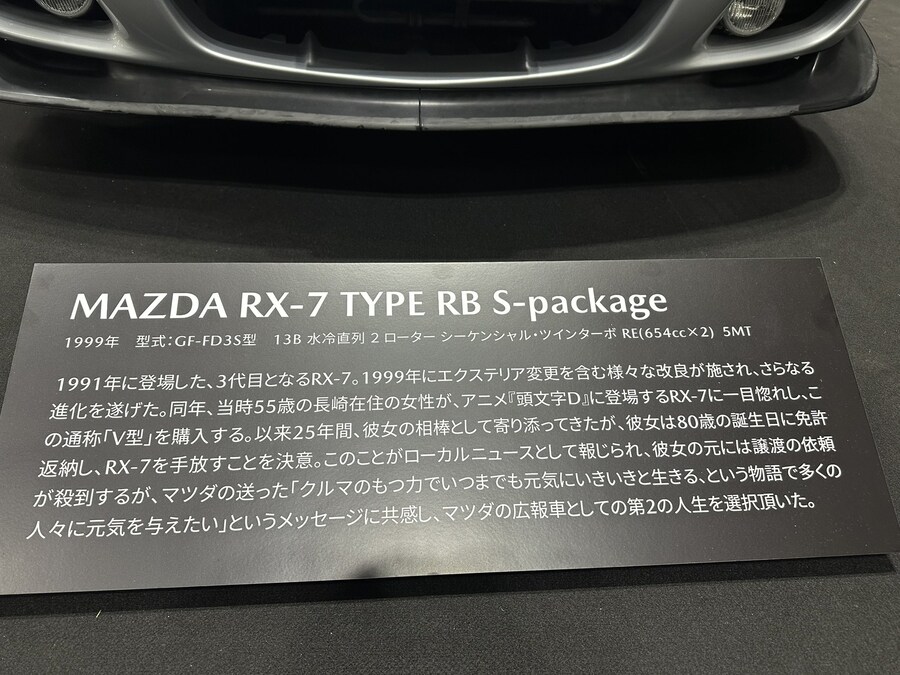 MAZDA RX-7 TYPE RB S-package
1999年 型式：GF-FD3S型 13B 水冷直列 2 ローター シーケンシャル・ツインターボ RE(654cc×2) 5MT
1991年に登場した、3代目となるRX-7。1999年にエクステリア変更を含む様々な改良が施され、さらなる
進化を遂げた。同年、当時55歳の長崎在住の女性が、アニメ『頭文字D』に登場するRX-7に一目惚れし、こ
の通称「Ⅴ型」を購入する。以来25年間、彼女の相棒として寄り添ってきたが、彼女は80歳の誕生日に免許
返納し、RX-7を手放すことを決意。このことがローカルニュースとして報じられ、彼女の元には譲渡の依頼
が殺到するが、マツダの送った「クルマのもつ力でいつまでも元気にいきいきと生きる、という物語で多くの
人々に元気を与えたい」というメッセージに共感し、マツダの広報車としての第2の人生を選択頂いた。